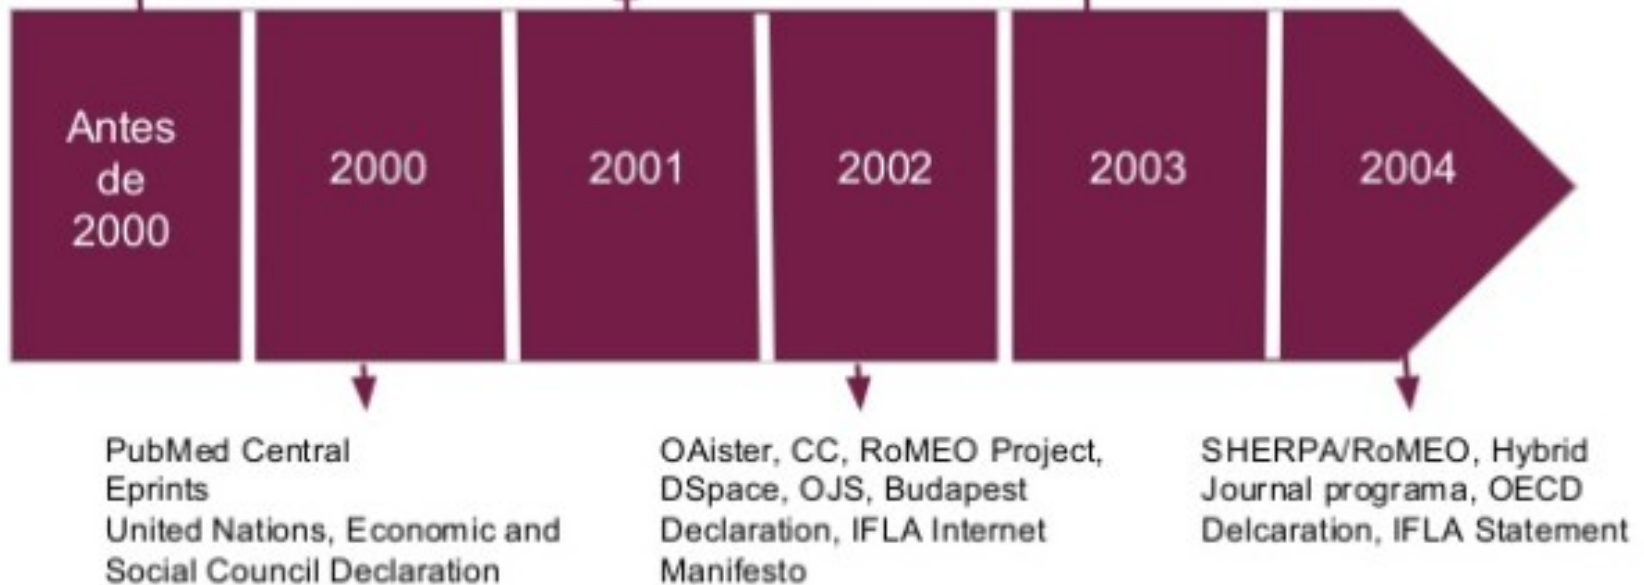 Antes
de
2000
2000
2001
2002
2003
2004
PubMed Central
Eprints
United Nations, Economic and
Social Council Declaration
OAister, CC, RoMEO Project,
DSpace, OJS, Budapest
Declaration, IFLA Internet
Manifesto
SHERPA/RoMEO, Hybrid
Journal programa, OECD
Delcaration, IFLA Statement